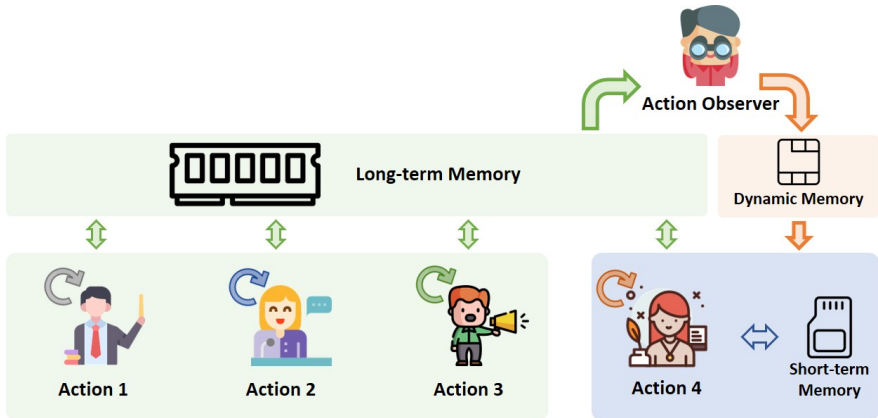 Action Observer
Long-term Memory
Dynamic Memory
Action 1
Action 2
Action 3
Action 4
Short-term
Memory